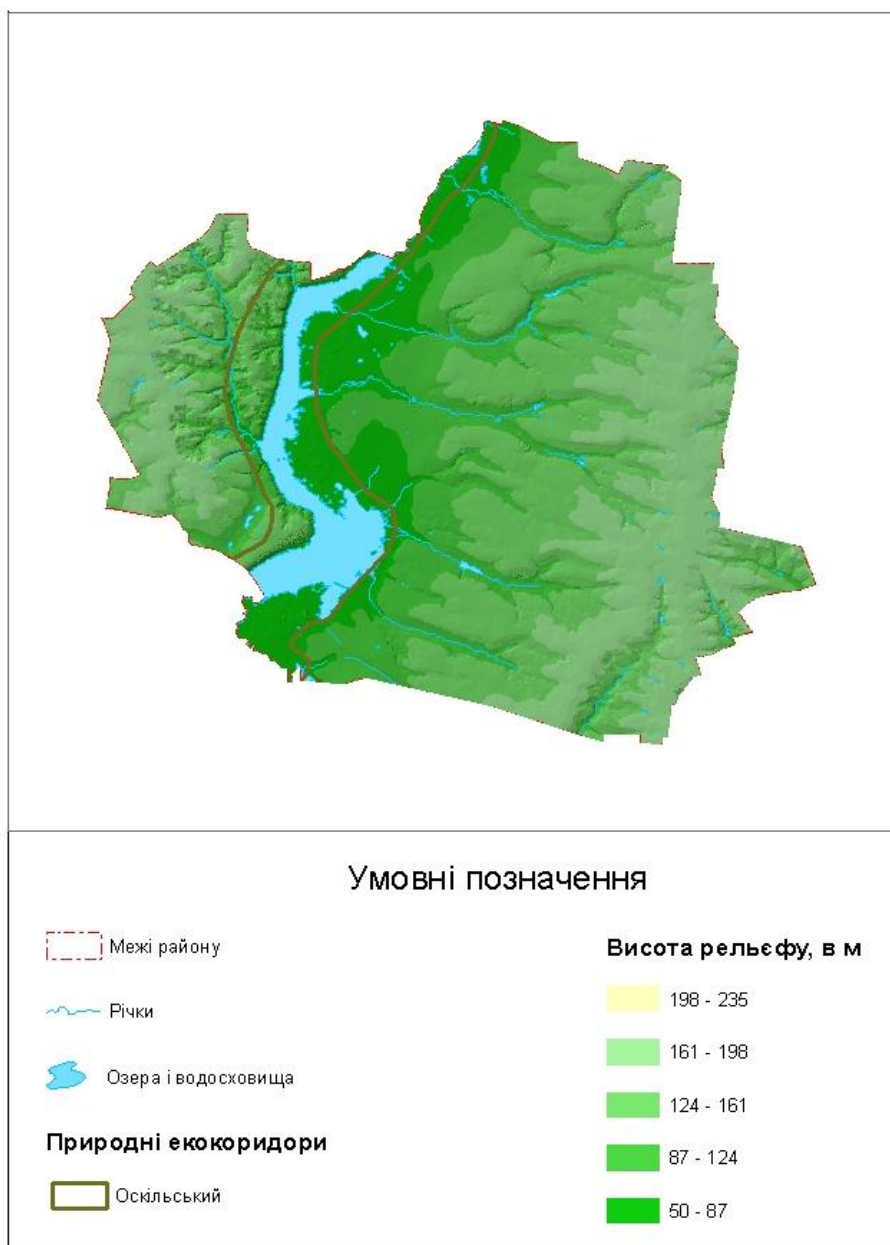 Умовні позначення
Межі району
Річки
Озера і водосховища
Природні екокоридори
Оскільський
Висота рельєфу, в м
198 - 235
161 - 198
124 - 161
87 - 124
50 - 87